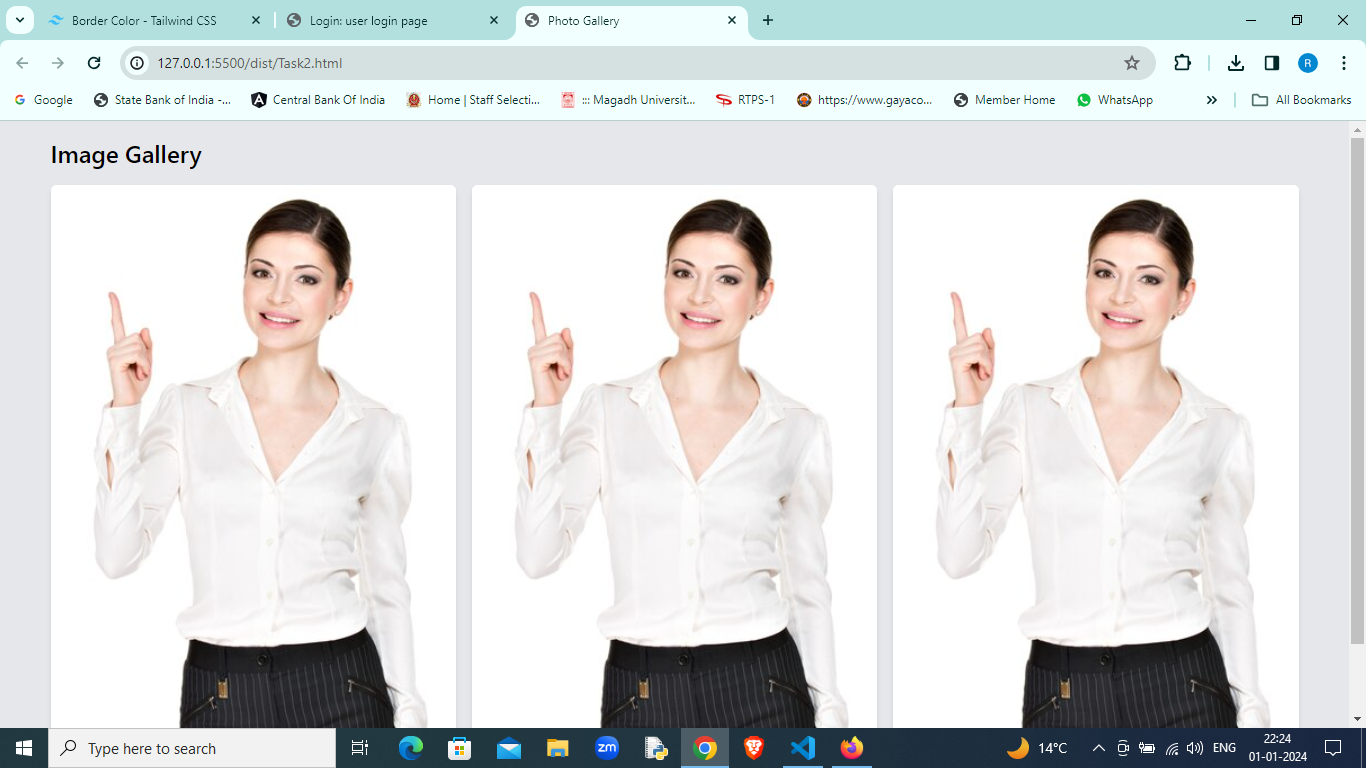 Border Color - Tailwind CSS
Login: user login page
Photo Gallery
127.0.0.1:5500/dist/Task2.html
R
Google
State Bank of India -...
Central Bank Of India
Home | Staff Selecti...
::: Magadh Universit...
RTPS-1
https://www.gayaco...
Member Home
WhatsApp
All Bookmarks
Image Gallery
Type here to search
zm
14°C
ENG
22:24
01-01-2024